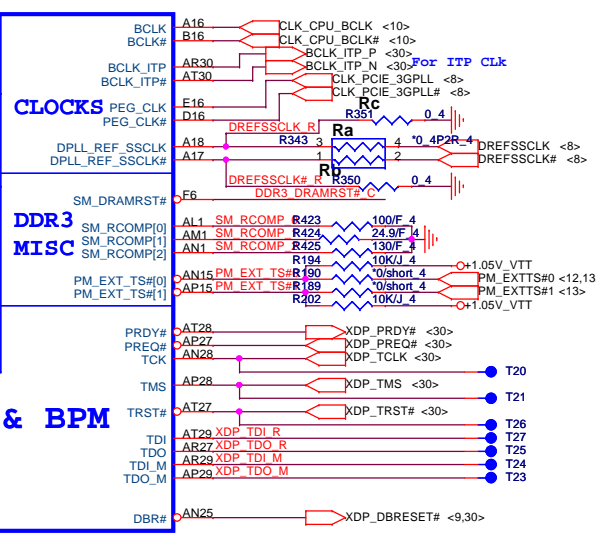 BCLK A16 CLK_CPU_BCLK <10>
BCLK# B16 CLK_CPU_BCLK# <10>
BCLK_ITP_P <30>
BCLK_ITP AR30 BCLK_ITP_N <30> For ITP CLk
BCLK_ITP# AT30 CLK_PCIE_3GPLL <8>
CLK_PCIE_3GPLL# <8>
CLOCKS PEG_CLK E16 Rc
PEG_CLK# D16 R351 0_4
DREFSSCLK_R Ra
DPLL_REF_SSCLK A18 R343 3 4 *0_4P2R_4 DREFSSCLK <8>
DPLL_REF_SSCLK# A17 1 2 DREFSSCLK# <8>
Rb
DREFSSCLK#_R R350 0_4
SM_DRAMRST# F6 DDR3_DRAMRST#_C
DDR3
MISC
SM_RCOMP[0] AL1 SM_RCOMP_0 R423 100/F_4
SM_RCOMP[1] AM1 SM_RCOMP_ R424 24.9/F_4
SM_RCOMP[2] AN1 SM_RCOMP_ R425 130/F_4
R194 10K/J_4 +1.05V_VTT
PM_EXT_TS#[0] AN15 PM_EXT_TS# R190 *0/short_4 PM_EXTTS#0 <12,13
PM_EXT_TS#[1] AP15 PM_EXT_TS# R189 *0/short_4 PM_EXTTS#1 <13>
R202 10K/J_4 +1.05V_VTT
PRDY# AT28 XDP_PRDY# <30>
PREQ# AP27 XDP_PREQ# <30>
TCK AN28 XDP_TCLK <30>
T20
TMS AP28 XDP_TMS <30>
T21
& BPM TRST# AT27 XDP_TRST# <30>
T26
TDI AT29 XDP_TDI_R T27
TDO AR27 XDP_TDO_R T25
TDI_M AR29 XDP_TDI_M T24
TDO_M AP29 XDP_TDO_M T23
DBR# AN25 XDP_DBRESET# <9,30>